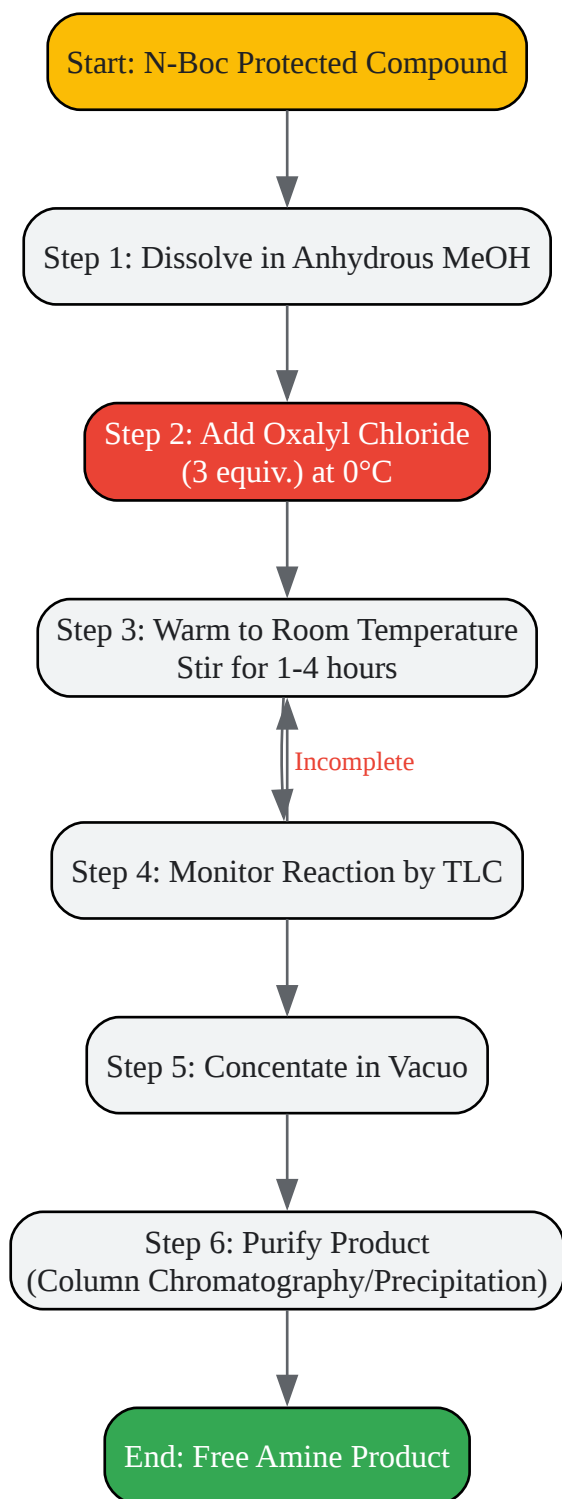 Start: N-Boc Protected Compound
Step 1: Dissolve in Anhydrous MeOH
Step 2: Add Oxalyl Chloride
(3 equiv.) at 0°C
Step 3: Warm to Room Temperature
Stir for 1-4 hours
Incomplete
Step 4: Monitor Reaction by TLC
Step 5: Concentate in Vacuo
Step 6: Purify Product
(Column Chromatography/Precipitation)
End: Free Amine Product